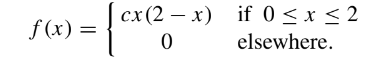 f(x) = { cx(2 − x) if 0 ≤ x ≤ 2
0 elsewhere.